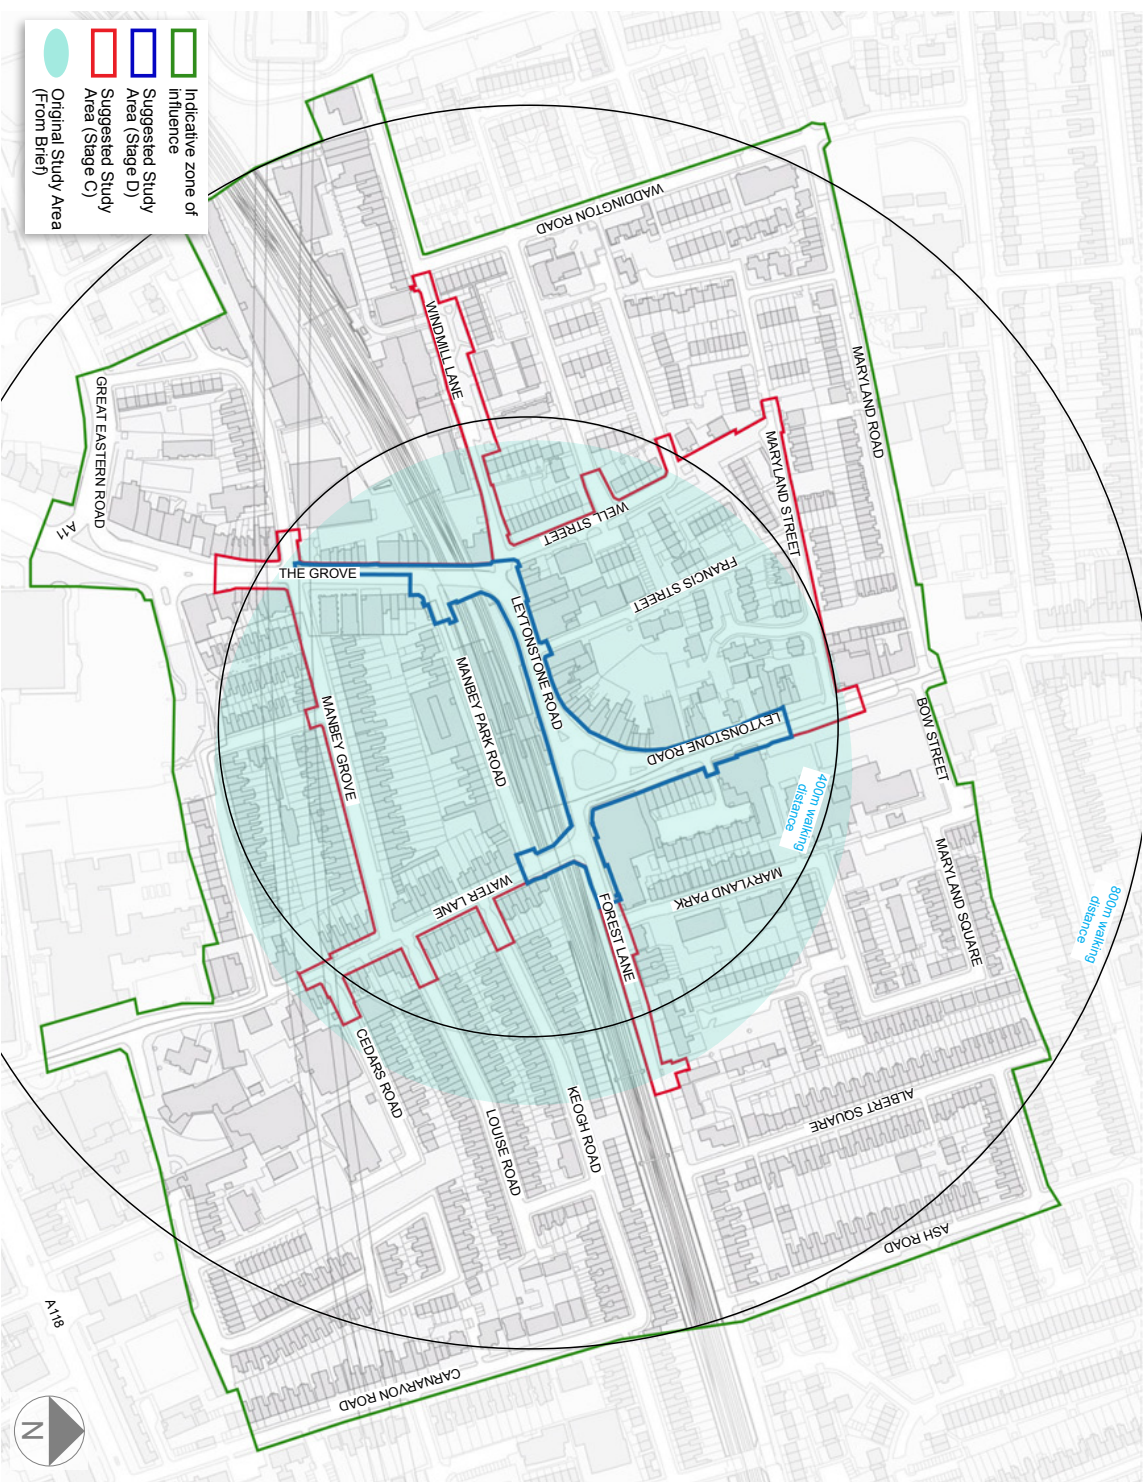 Indicative zone of
influence
Suggested Study
Area (Stage D)
Suggested Study
Area (Stage C)
Original Study Area
(From Brief)
WADDINGTON ROAD
WINDMILL LANE
MARYLAND ROAD
GREAT EASTERN ROAD
A11
MARYLAND STREET
WELL STREET
THE GROVE
FRANCIS STREET
LEYTONSTONE ROAD
MANBEY PARK ROAD
MANBEY GROVE
LEYTONSTONE ROAD
BOW STREET
400m walking
distance
MARYLAND SQUARE
800m walking
distance
MARYLAND PARK
WATER LANE
FOREST LANE
CEDARS ROAD
KEOGH ROAD
LOUISE ROAD
ALBERT SQUARE
ASH ROAD
A118
CARNARVON ROAD
N